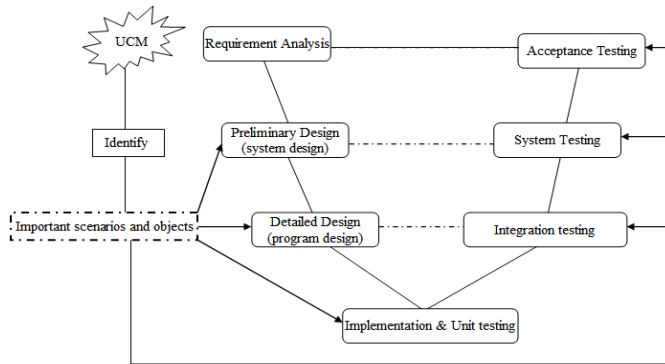 UCM
Requirement Analysis
Acceptance Testing
Identify
Preliminary Design
(system design)
System Testing
Important scenarios and objects
Detailed Design
(program design)
Integration testing
Implementation & Unit testing